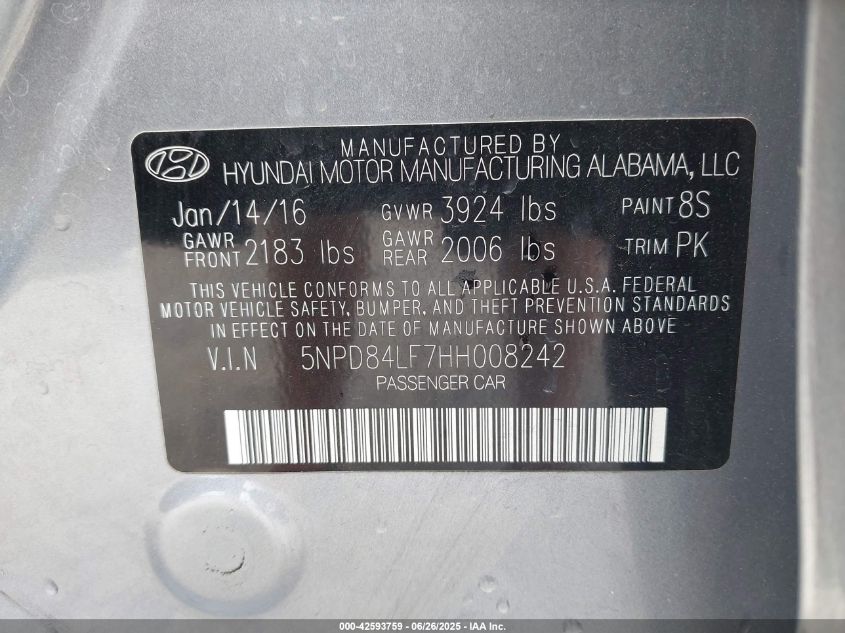 MANUFACTURED BY
HYUNDAI MOTOR MANUFACTURING ALABAMA, LLC
Jan/14/16 GVWR 3924 lbs PAINT 8S
GAWR FRONT 2183 lbs GAWR REAR 2006 lbs TRIM PK
THIS VEHICLE CONFORMS TO ALL APPLICABLE U.S.A. FEDERAL
MOTOR VEHICLE SAFETY, BUMPER, AND THEFT PREVENTION STANDARDS
IN EFFECT ON THE DATE OF MANUFACTURE SHOWN ABOVE.
V.I.N 5NPD84LF7HH008242
PASSENGER CAR
000-42593759 - 06/26/2025 - IAA Inc.